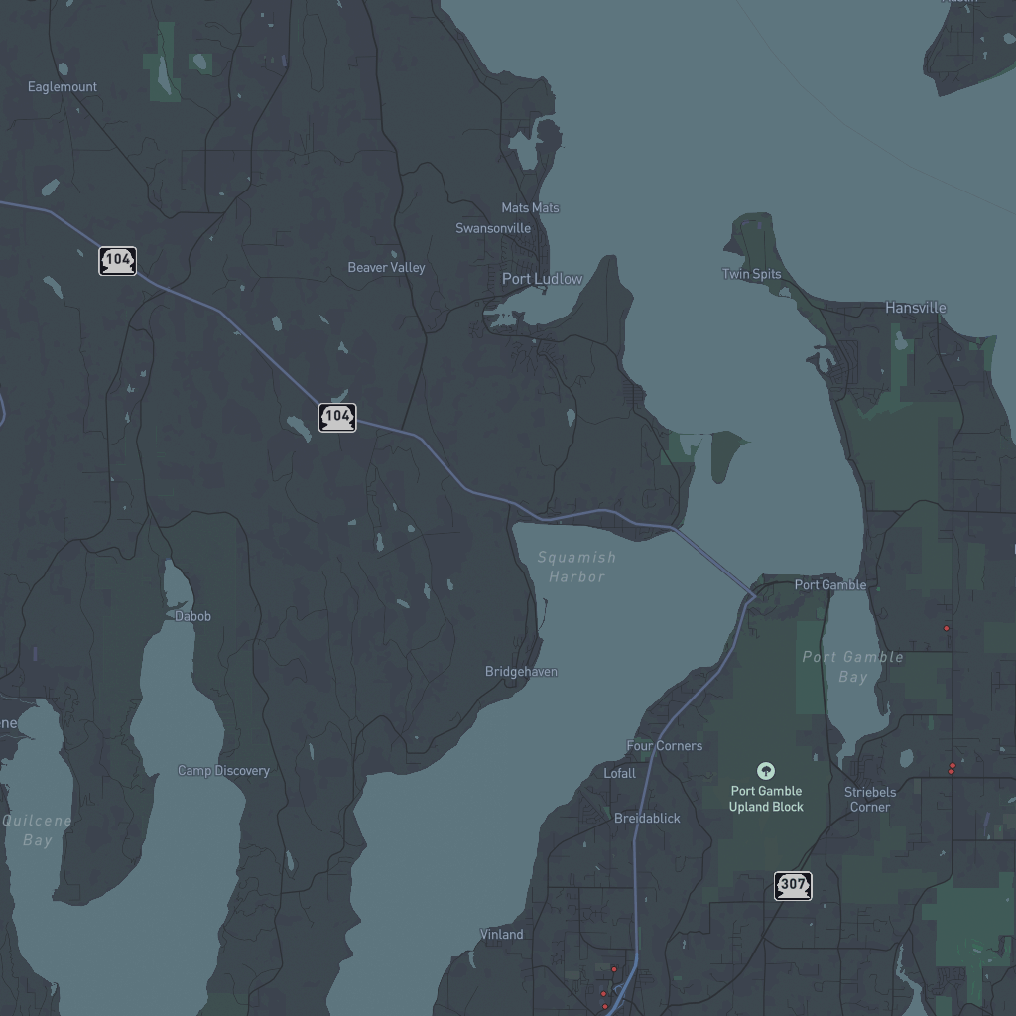 Eaglemount
Mats Mats
Swansonville
104
Beaver Valley
Port Ludlow
Twin Spits
Hansville
104
Squamish
Harbor
Port Gamble
Dabob
Port Gamble
Bay
Bridgehaven
ene
Four Corners
Camp Discovery
Lofall
Port Gamble
Upland Block
Striebels
Corner
Quilcene
Bay
Breidablick
307
Vinland